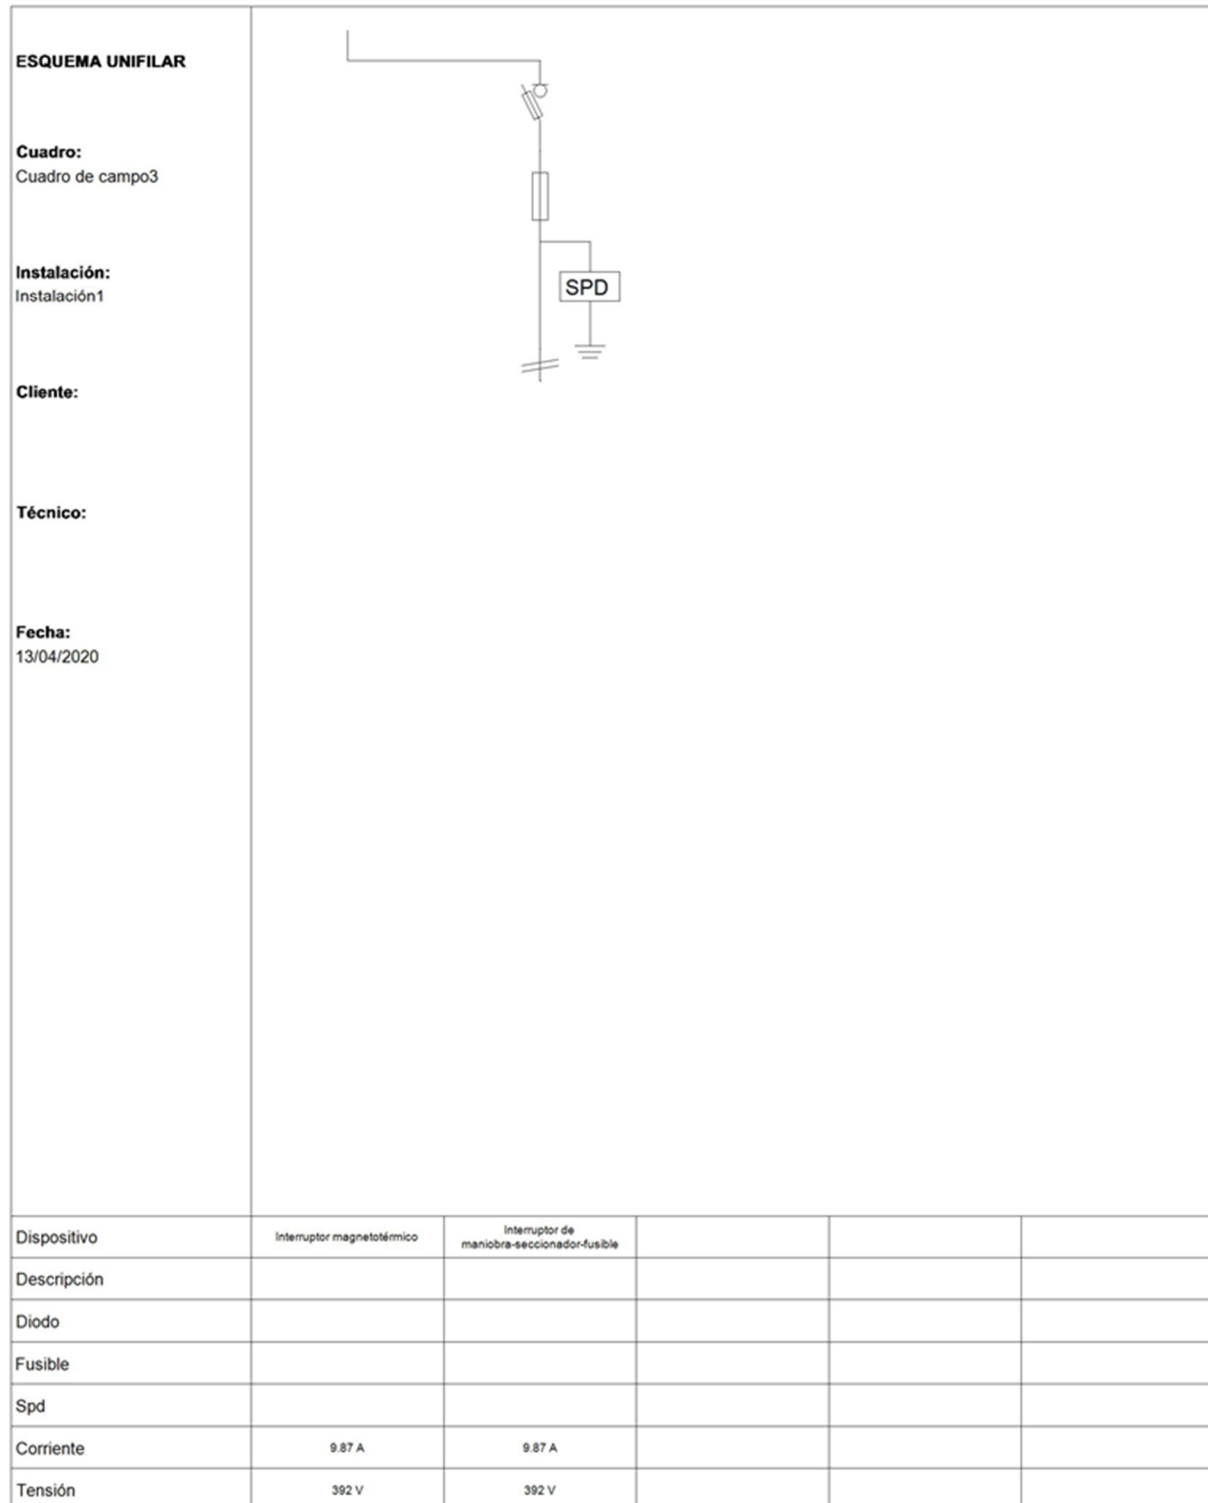 ESQUEMA UNIFILAR
Cuadro:
Cuadro de campo3
Instalación:
Instalación1
SPD
Cliente:
Técnico:
Fecha:
13/04/2020
Dispositivo
Interruptor magnetotérmico
Interruptor de
maniobra-seccionador-fusible
Descripción
Diodo
Fusible
Spd
Corriente
9.87 A
9.87 A
Tensión
392 V
392 V